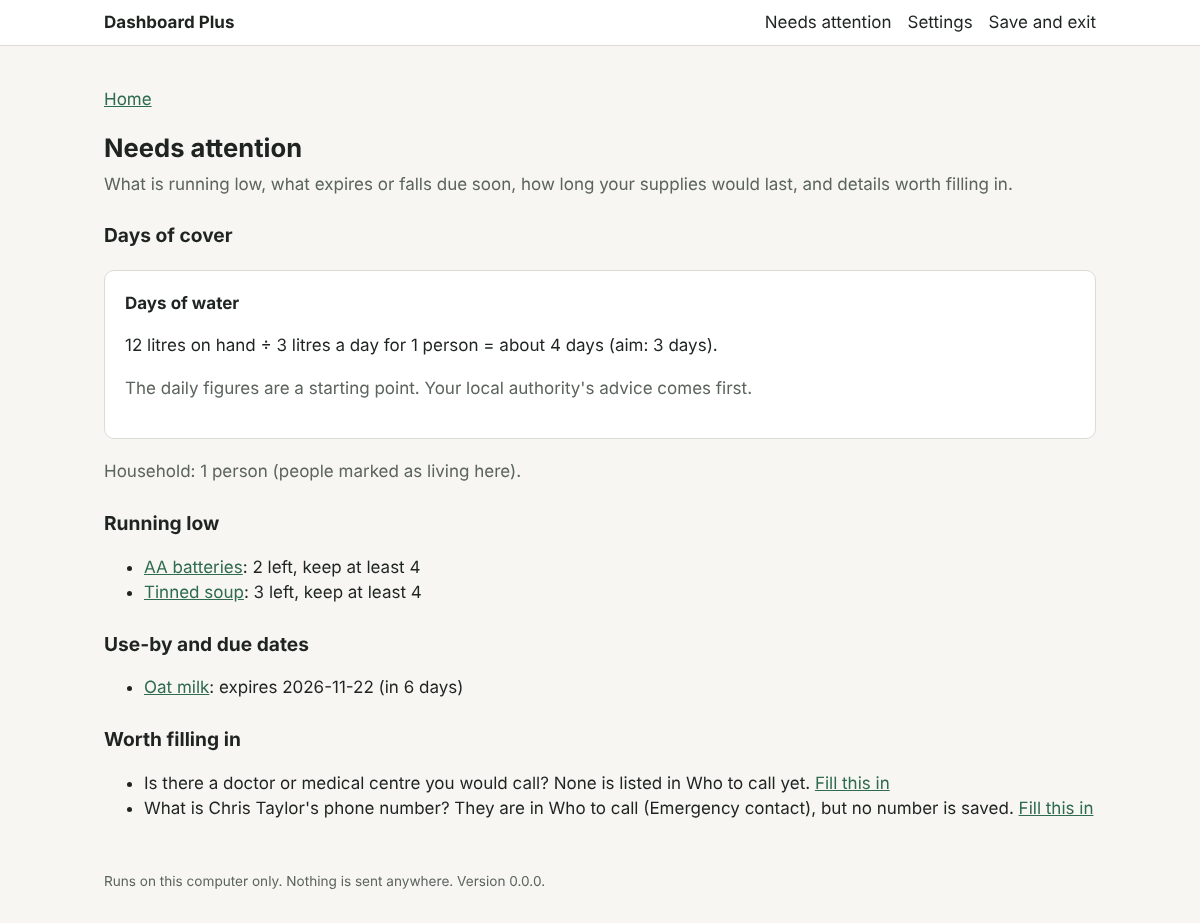 Dashboard Plus
Needs attention Settings Save and exit
Home
Needs attention
What is running low, what expires or falls due soon, how long your supplies would last, and details worth filling in.
Days of cover
Days of water
12 litres on hand ÷ 3 litres a day for 1 person = about 4 days (aim: 3 days).
The daily figures are a starting point. Your local authority's advice comes first.
Household: 1 person (people marked as living here).
Running low
AA batteries: 2 left, keep at least 4
Tinned soup: 3 left, keep at least 4
Use-by and due dates
Oat milk: expires 2026-11-22 (in 6 days)
Worth filling in
Is there a doctor or medical centre you would call? None is listed in Who to call yet. Fill this in
What is Chris Taylor's phone number? They are in Who to call (Emergency contact), but no number is saved. Fill this in
Runs on this computer only. Nothing is sent anywhere. Version 0.0.0.